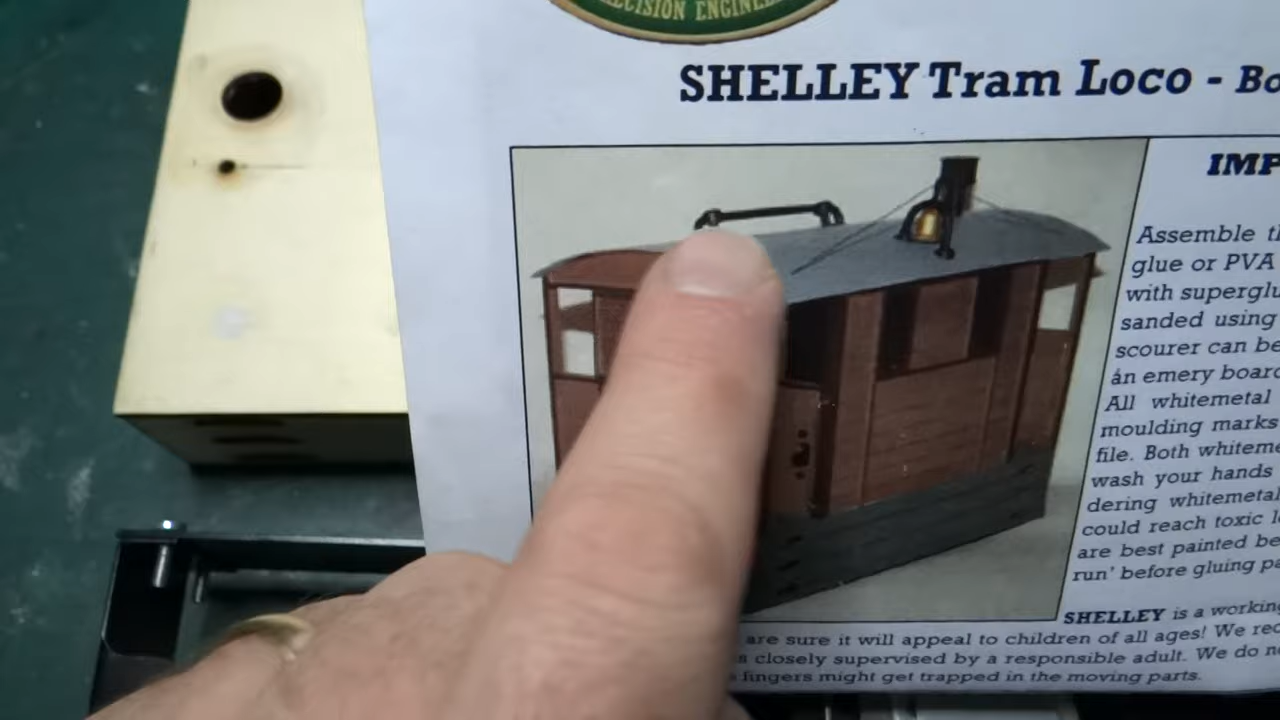 ECISION ENGINEE
SHELLEY Tram Loco - Bo
IMP
Assemble t
glue or PVA
with superglu
sanded using
scourer can be
an emery board
All whitemetal
moulding marks
file. Both whiteme
wash your hands
dering whitemetal
could reach toxic l
are best painted be
run' before gluing pa
SHELLEY is a working
are sure it will appeal to children of all ages! We rec
closely supervised by a responsible adult. We do n
fingers might get trapped in the moving parts.